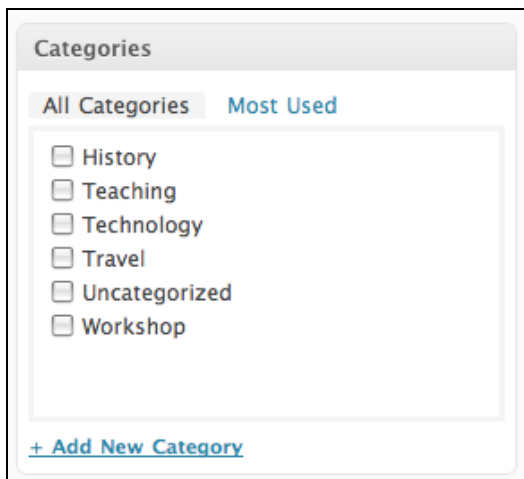 Categories
All Categories Most Used
History
Teaching
Technology
Travel
Uncategorized
Workshop
+ Add New Category